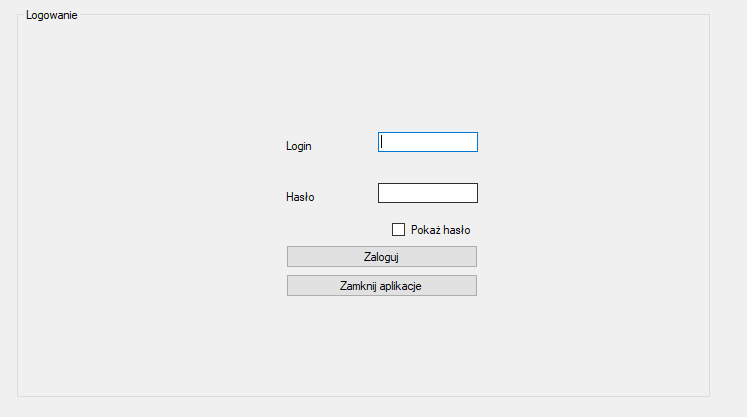 Logowanie
Login
Hasło
Pokaż hasło
Zaloguj
Zamknij aplikacje